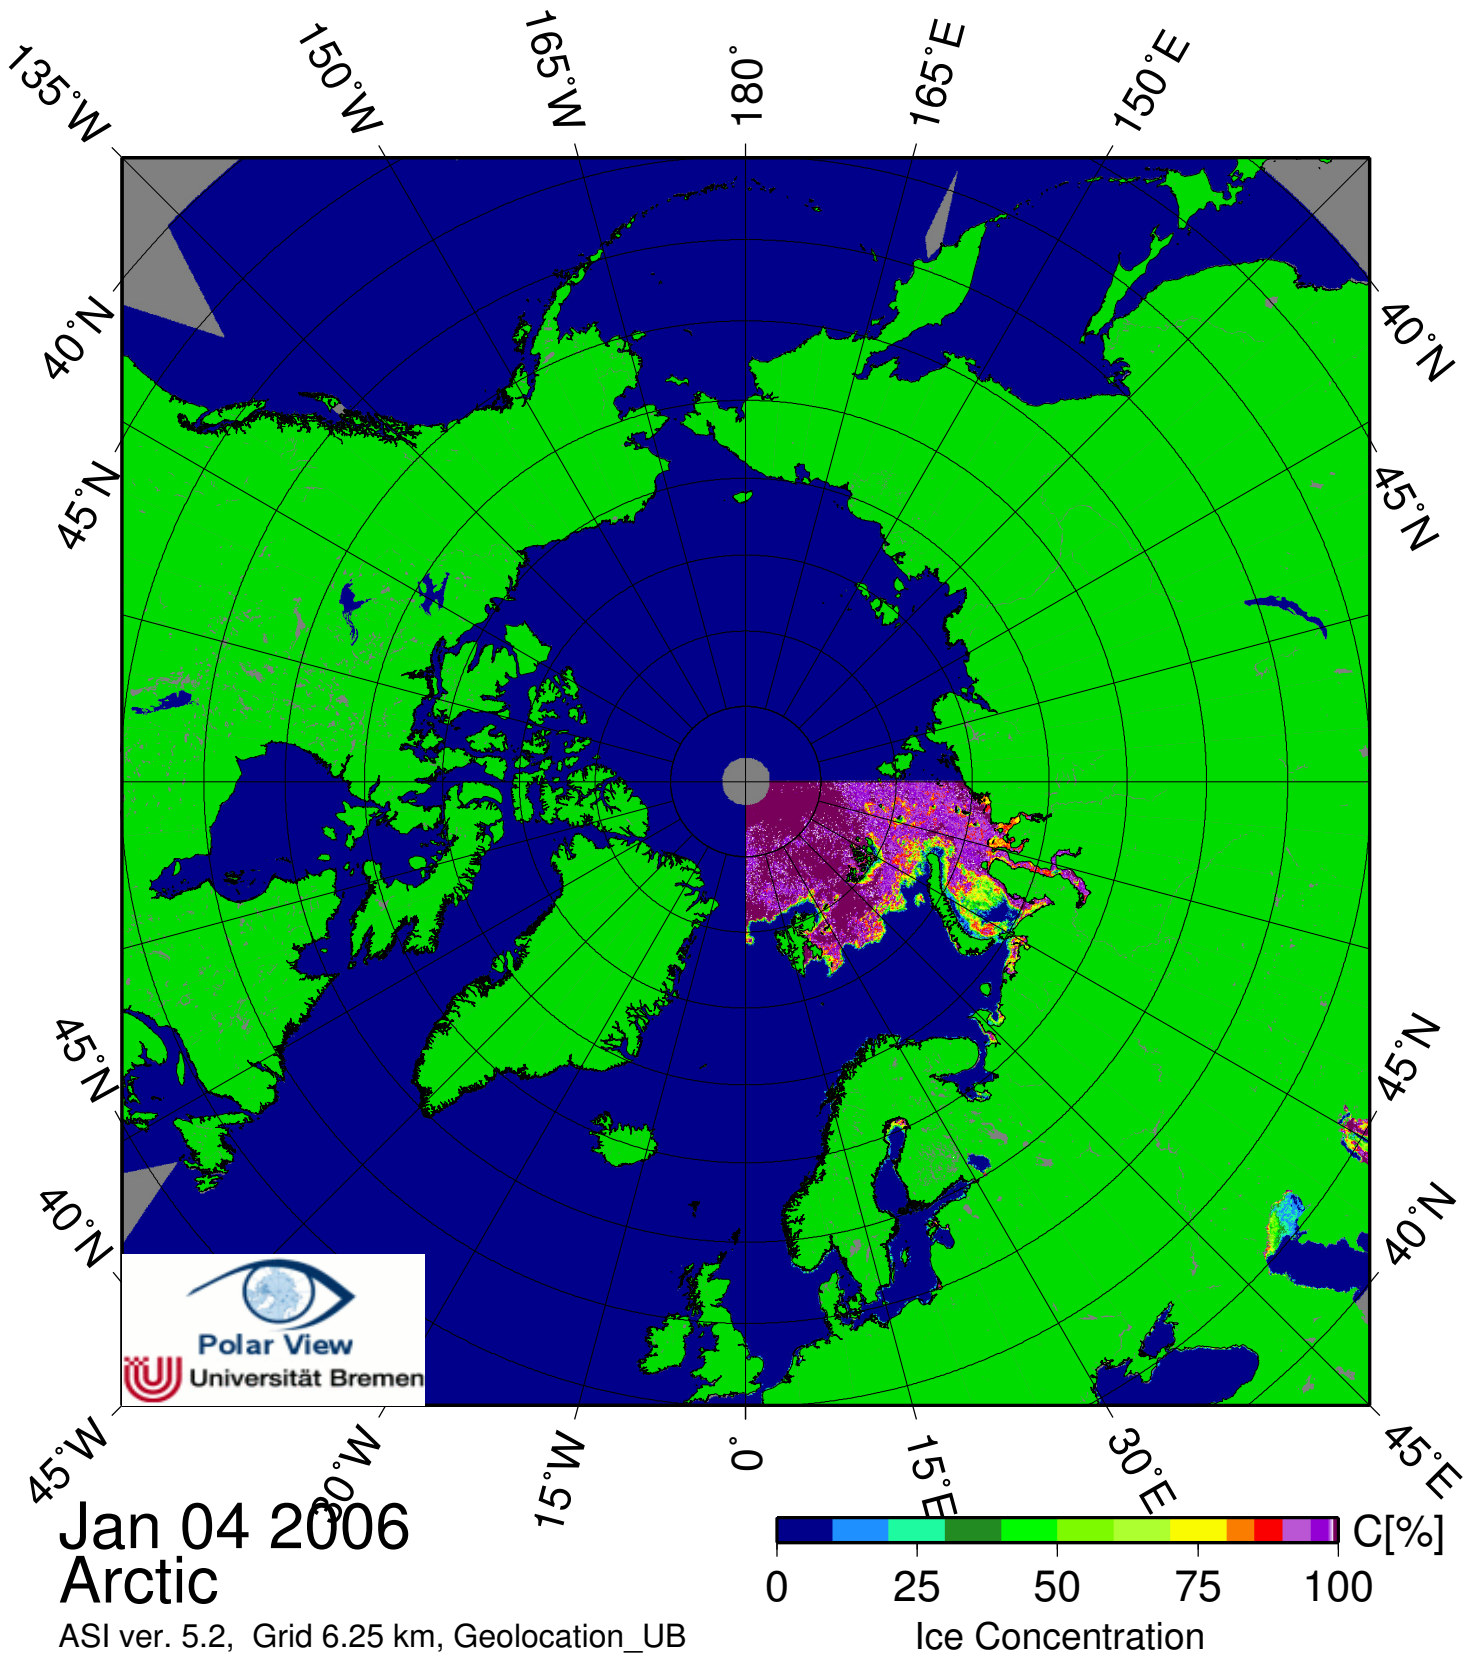 135°W
150°W
165°W
180°
165°E
150°E
40°N
45°N
45°N
40°N
40°N
45°N
45°N
40°N
Polar View
Universität Bremen
45°W
30°W
15°W
0°
15°E
30°E
45°E
Jan 04 2006
Arctic
ASI ver. 5.2, Grid 6.25 km, Geolocation_UB
C[%]
0 25 50 75 100
Ice Concentration